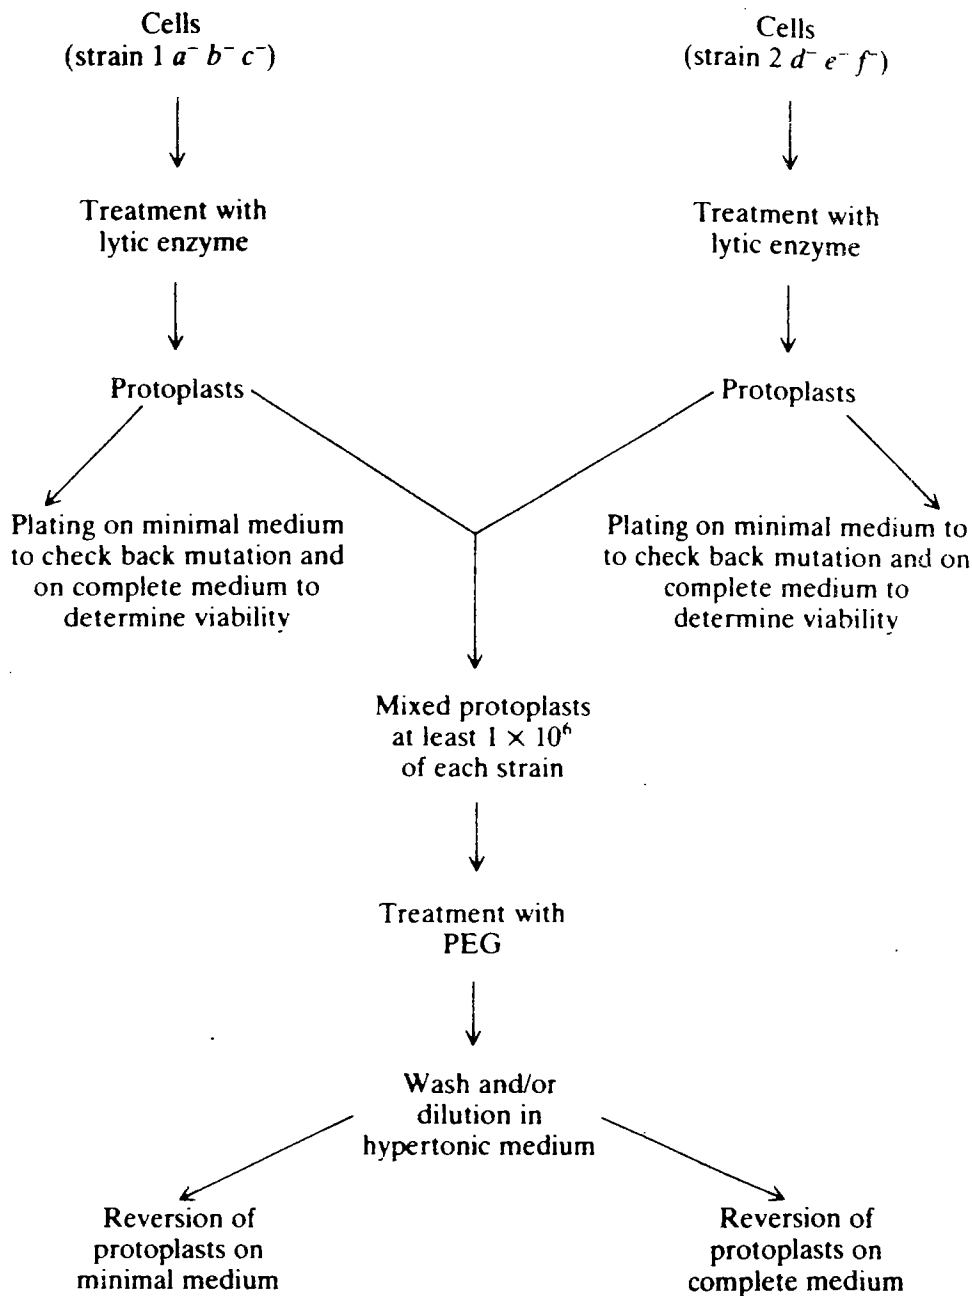 Cells
(strain 1 a⁻ b⁻ c⁻)
Cells
(strain 2 d⁻ e⁻ f⁻)
Treatment with
lytic enzyme
Treatment with
lytic enzyme
Protoplasts
Protoplasts
Plating on minimal medium
to check back mutation and
on complete medium to
determine viability
Plating on minimal medium to
to check back mutation and on
complete medium to
determine viability
Mixed protoplasts
at least 1 × 10⁶
of each strain
Treatment with
PEG
Wash and/or
dilution in
hypertonic medium
Reversion of
protoplasts on
minimal medium
Reversion of
protoplasts on
complete medium